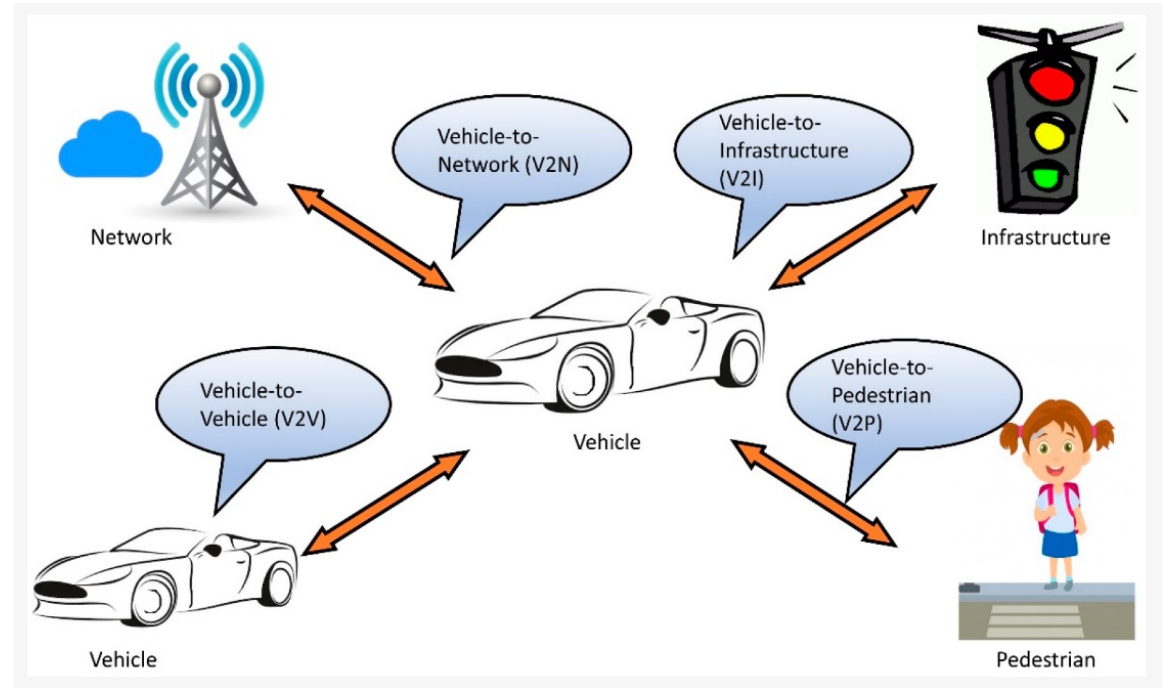 Vehicle-to-
Network (V2N)
Vehicle-to-
Infrastructure
(V2I)
Network
Infrastructure
Vehicle-to-
Vehicle (V2V)
Vehicle-to-
Pedestrian
(V2P)
Vehicle
Vehicle
Pedestrian